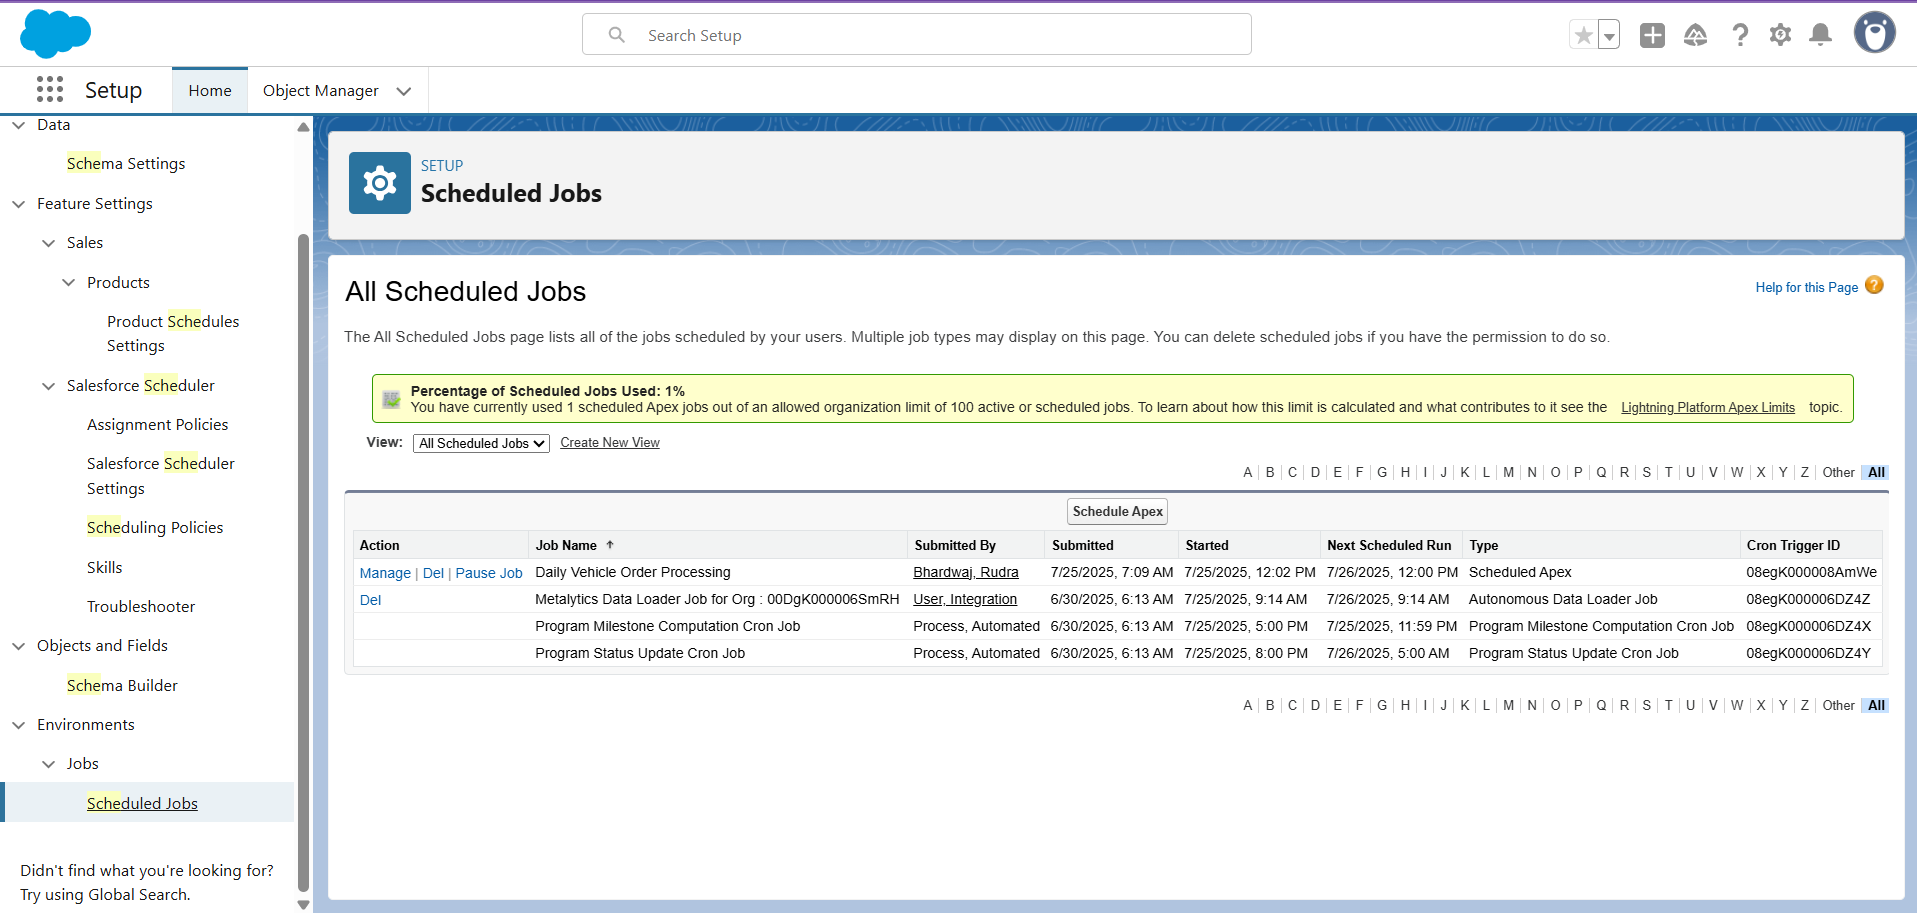 Search Setup
Setup
Home
Object Manager
Data
Schema Settings
Feature Settings
Sales
Products
Product Schedules
Settings
Salesforce Scheduler
Assignment Policies
Salesforce Scheduler
Settings
Scheduling Policies
Skills
Troubleshooter
Objects and Fields
Schema Builder
Environments
Jobs
Scheduled Jobs
Didn't find what you're looking for?
Try using Global Search.
SETUP
Scheduled Jobs
All Scheduled Jobs
Help for this Page ?
The All Scheduled Jobs page lists all of the jobs scheduled by your users. Multiple job types may display on this page. You can delete scheduled jobs if you have the permission to do so.
Percentage of Scheduled Jobs Used: 1%
You have currently used 1 scheduled Apex jobs out of an allowed organization limit of 100 active or scheduled jobs. To learn about how this limit is calculated and what contributes to it see the Lightning Platform Apex Limits topic.
View: All Scheduled Jobs Create New View
A | B | C | D | E | F | G | H | I | J | K | L | M | N | O | P | Q | R | S | T | U | V | W | X | Y | Z | Other All
Schedule Apex
Action Job Name ↑ Submitted By Submitted Started Next Scheduled Run Type Cron Trigger ID
Manage | Del | Pause Job Daily Vehicle Order Processing Bhardwaj, Rudra 7/25/2025, 7:09 AM 7/25/2025, 12:02 PM 7/26/2025, 12:00 PM Scheduled Apex 08egK000008AmWe
Del Metalytics Data Loader Job for Org : 00DgK000006SmRH User, Integration 6/30/2025, 6:13 AM 7/25/2025, 9:14 AM 7/26/2025, 9:14 AM Autonomous Data Loader Job 08egK000006DZ4Z
Program Milestone Computation Cron Job Process, Automated 6/30/2025, 6:13 AM 7/25/2025, 5:00 PM 7/25/2025, 11:59 PM Program Milestone Computation Cron Job 08egK000006DZ4X
Program Status Update Cron Job Process, Automated 6/30/2025, 6:13 AM 7/25/2025, 8:00 PM 7/26/2025, 5:00 AM Program Status Update Cron Job 08egK000006DZ4Y
A | B | C | D | E | F | G | H | I | J | K | L | M | N | O | P | Q | R | S | T | U | V | W | X | Y | Z | Other All